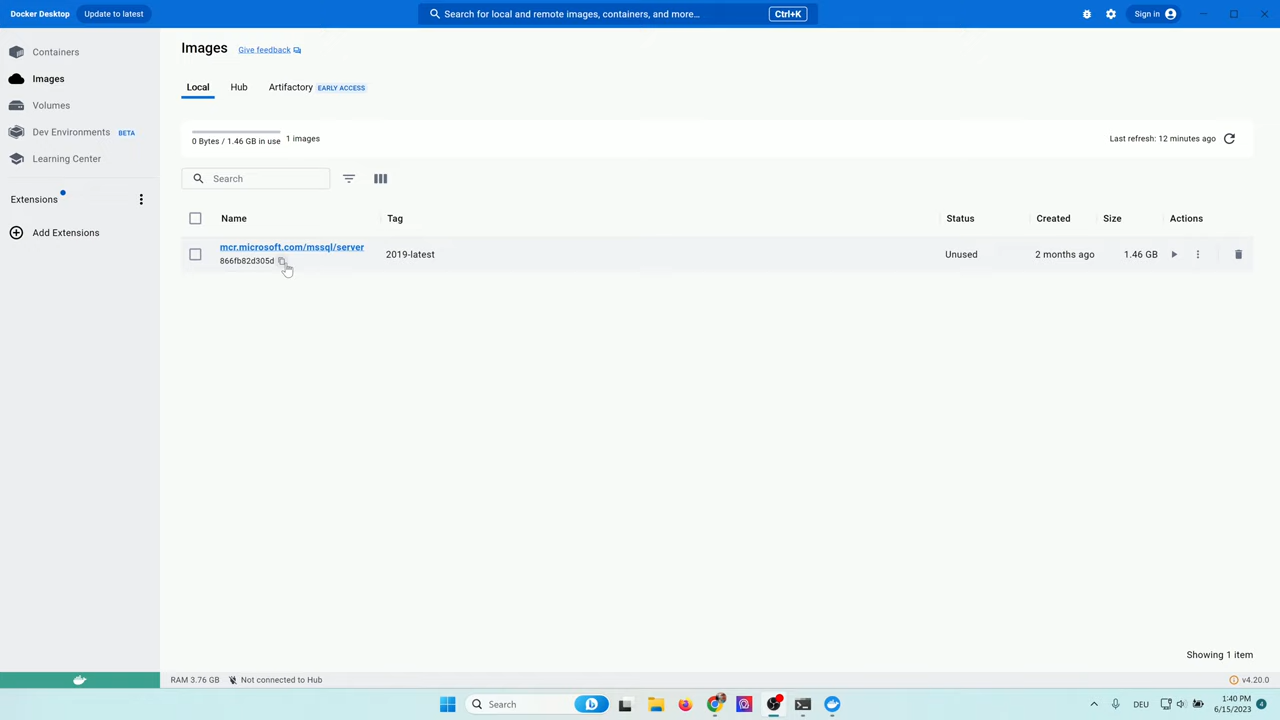 Docker Desktop Update to latest Search for local and remote images, containers, and more... Ctrl+K Sign in
Containers
Images
Volumes
Dev Environments BETA
Learning Center
Extensions
Add Extensions
Images Give feedback
Local Hub Artifactory EARLY ACCESS
0 Bytes / 1.46 GB in use 1 images Last refresh: 12 minutes ago
Search
Name Tag Status Created Size Actions
mcr.microsoft.com/mssql/server
866fb82d305d 2019-latest Unused 2 months ago 1.46 GB
Showing 1 item
RAM 3.76 GB Not connected to Hub v4.20.0
Search DEU 1:40 PM
6/15/2023 4